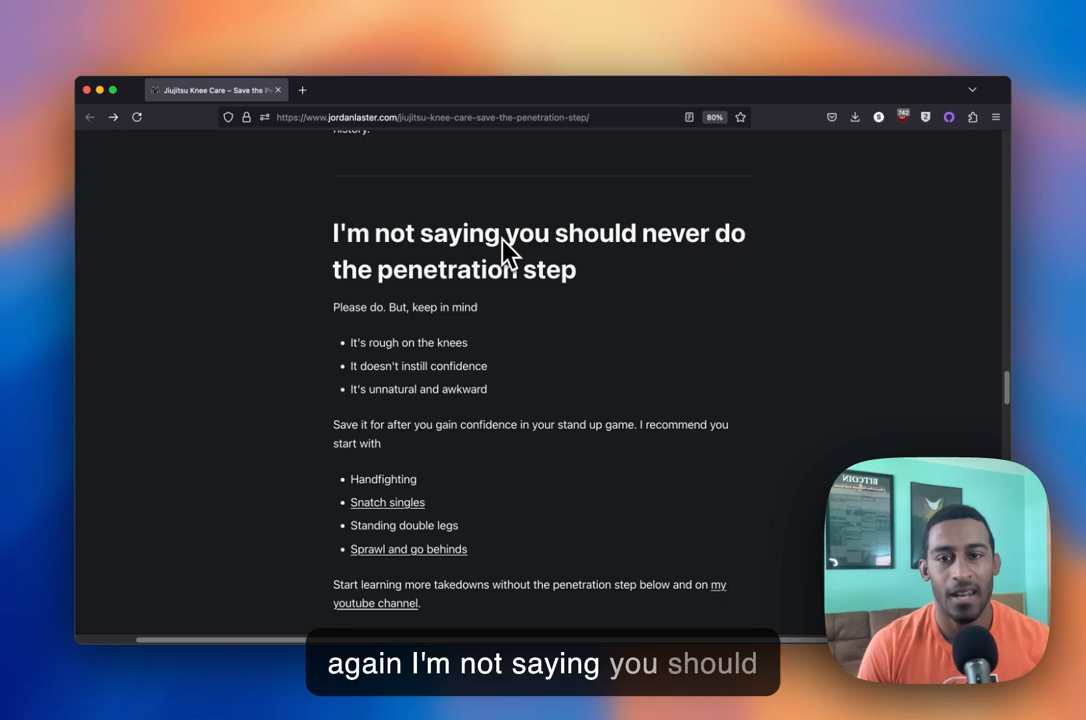 Jiujitsu Knee Care – Save the P
https://www.jordanlaster.com/jiujitsu-knee-care-save-the-penetration-step/
80%
S
742
2
history.
I'm not saying you should never do
the penetration step
Please do. But, keep in mind
It's rough on the knees
It doesn't instill confidence
It's unnatural and awkward
Save it for after you gain confidence in your stand up game. I recommend you
start with
Handfighting
Snatch singles
Standing double legs
Sprawl and go behinds
Start learning more takedowns without the penetration step below and on my
youtube channel.
BITCOIN
again I'm not saying you should